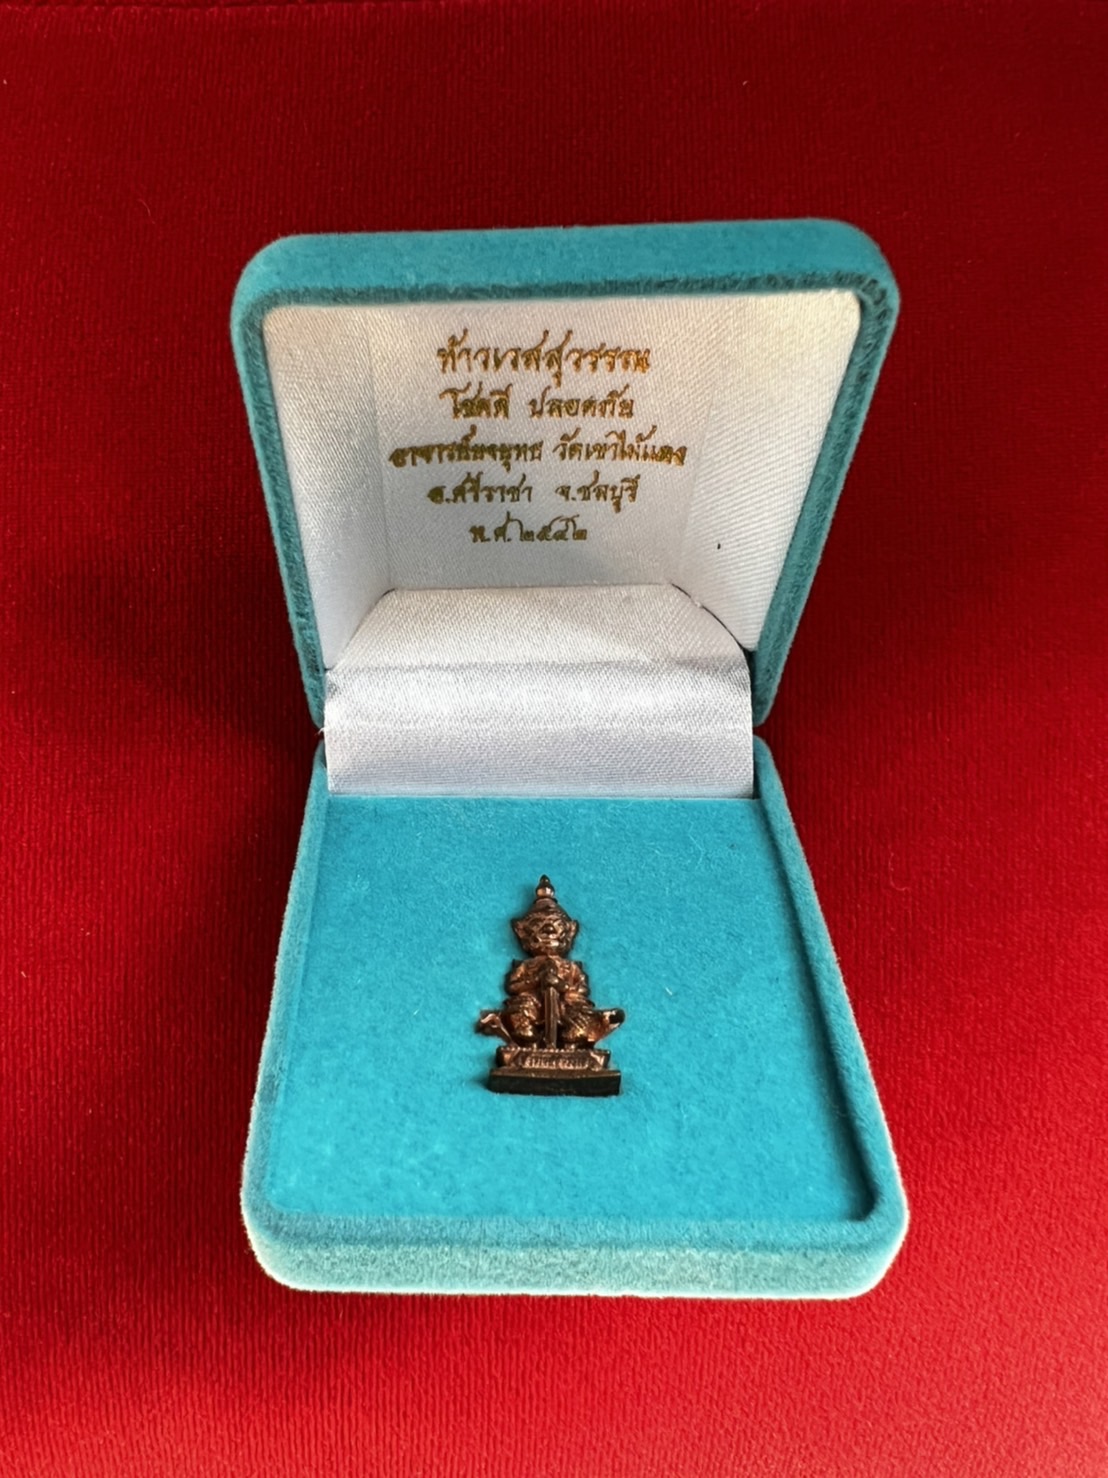 ท้าวเวสสุวรรณ
โชคดี ปลอดภัย
อาจารย์ยงยุทธ วัดเขาไม้แดง
อ.ศรีราชา จ.ชลบุรี
พ.ศ.๒๕๔๒